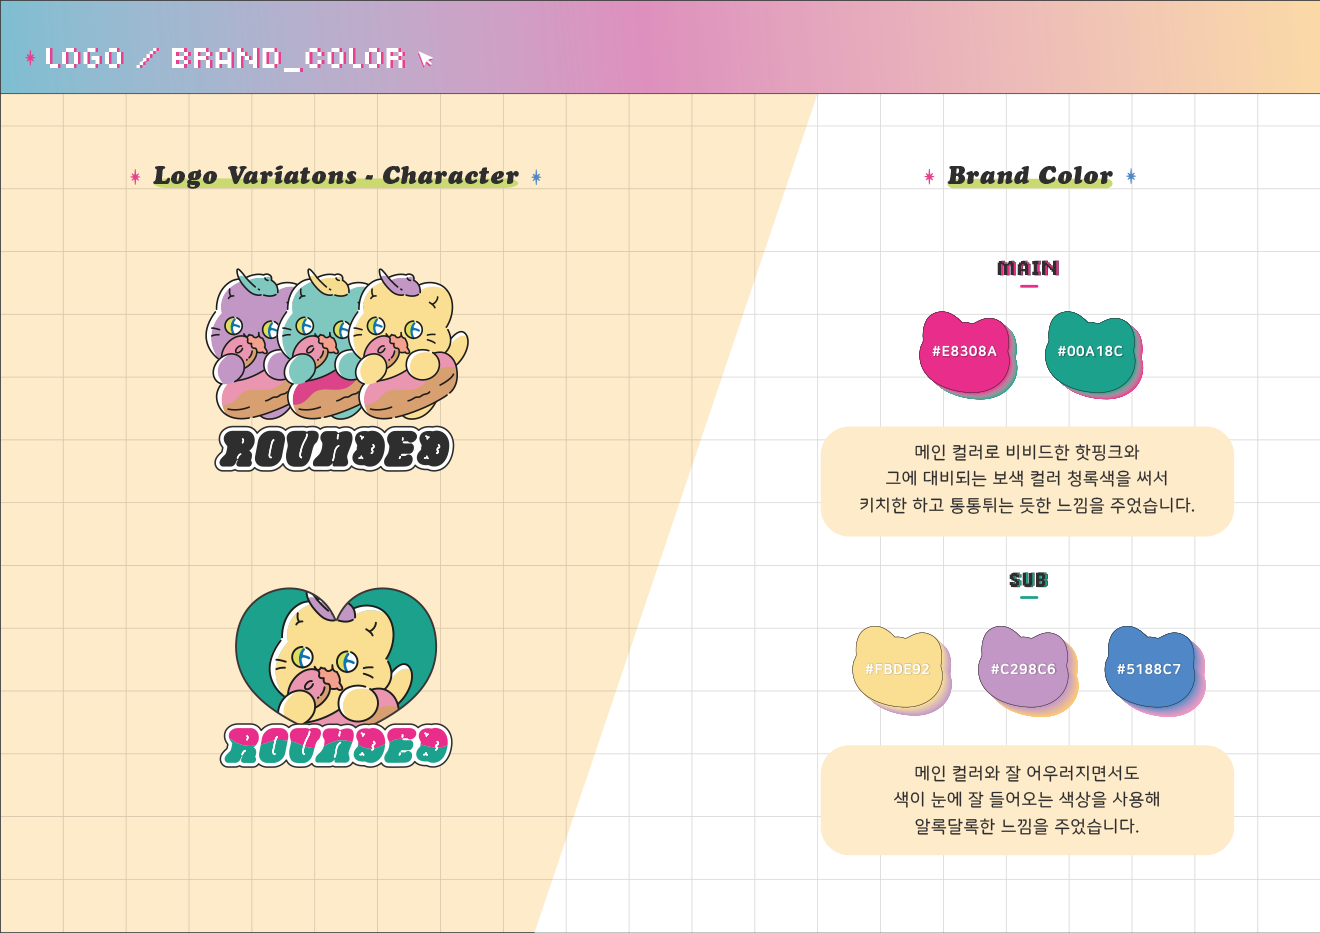 LOGO / BRAND_COLOR
Logo Variatons - Character
ROUNDED
ROUNDED
Brand Color
MAIN
#E8308A
#00A18C
메인 컬러로 비비드한 핫핑크와
그에 대비되는 보색 컬러 청록색을 써서
키치한 하고 통통튀는 듯한 느낌을 주었습니다.
SUB
#FBDE92
#C298C6
#5188C7
메인 컬러와 잘 어우러지면서도
색이 눈에 잘 들어오는 색상을 사용해
알록달록한 느낌을 주었습니다.